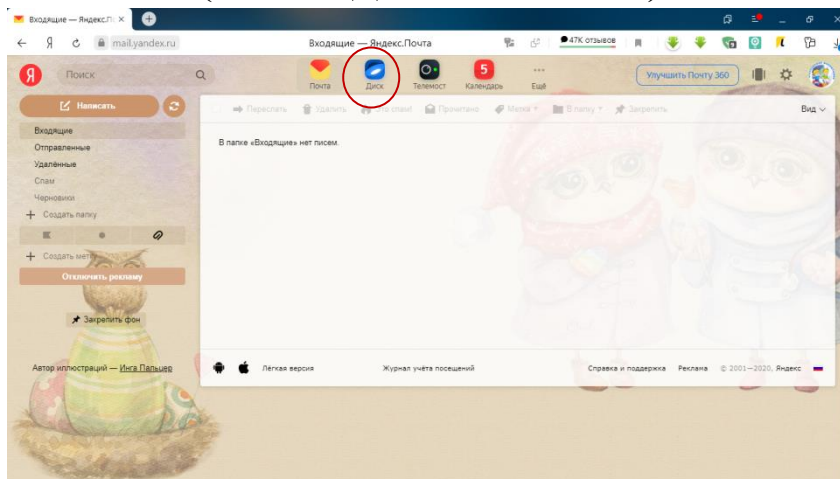 Входящие — Яндекс.П
mail.yandex.ru
Входящие — Яндекс.Почта
47K отзывов
Я
Поиск
Почта
Диск
Телемост
5
Календарь
Ещё
Улучшить Почту 360
Написать
Переслать
Удалить
Прочитано
Метка
В папку
Закрепить
Вид
Входящие
Отправленные
Удалённые
Спам
Черновики
Создать папку
Создать метку
Отключить рекламу
Закрепить фон
В папке «Входящие» нет писем.
Автор иллюстраций — Инга Пальцер
Лёгкая версия
Журнал учёта посещений
Справка и поддержка
Реклама
© 2001—2020, Яндекс